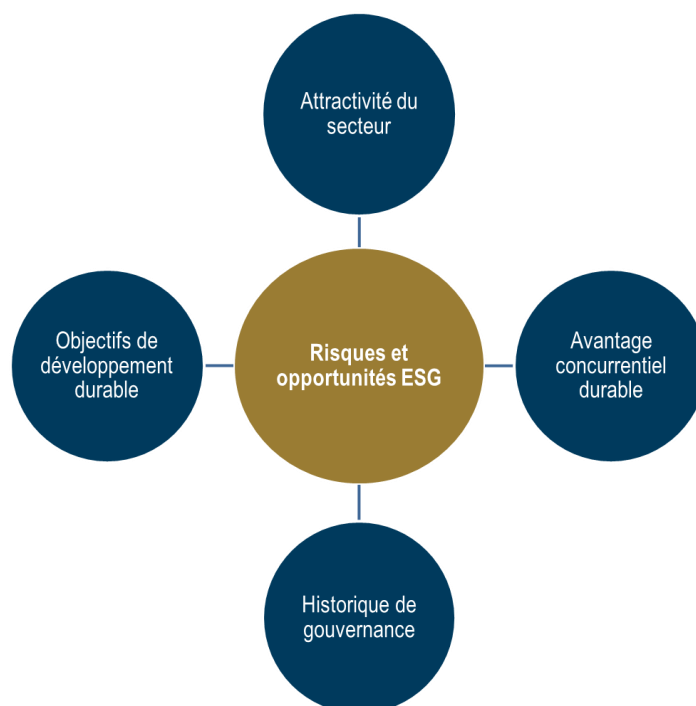 Attractivité du
secteur
Objectifs de
développement
durable
Risques et
opportunités ESG
Avantage
concurrentiel
durable
Historique de
gouvernance